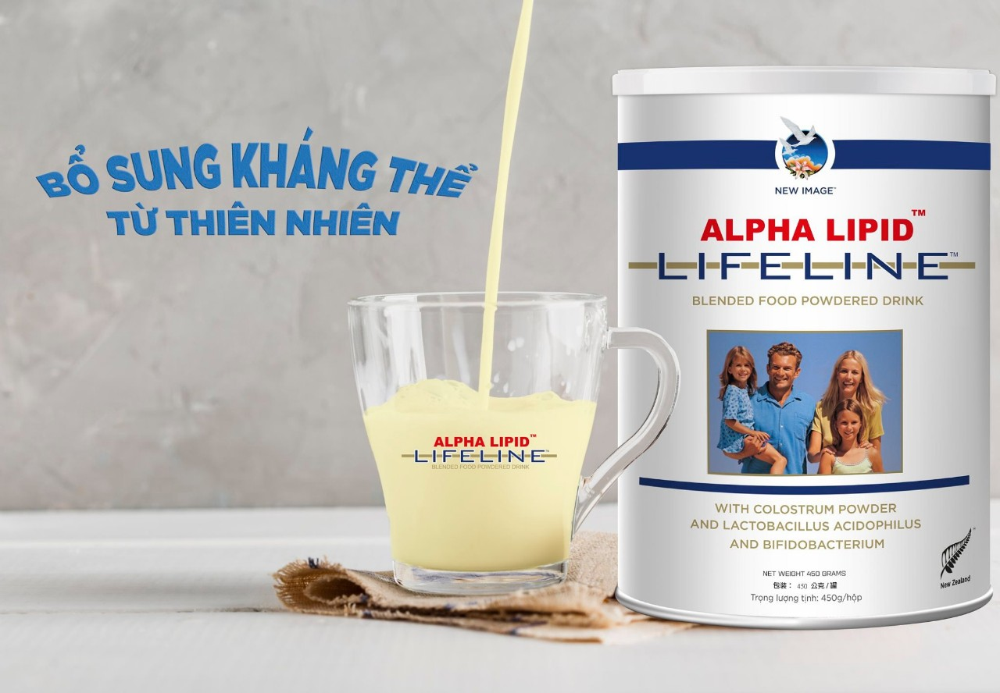 BỔ SUNG KHÁNG THỂ
TỪ THIÊN NHIÊN
ALPHA LIPID™
LIFELINE™
BLENDED FOOD POWDERED DRINK
NEW IMAGE™
ALPHA LIPID™
LIFELINE™
BLENDED FOOD POWDERED DRINK
WITH COLOSTRUM POWDER
AND LACTOBACILLUS ACIDOPHILUS
AND BIFIDOBACTERIUM
NET WEIGHT 450 GRAMS
包裝： 450 公克/罐
Trọng lượng tịnh: 450g/hộp
New Zealand